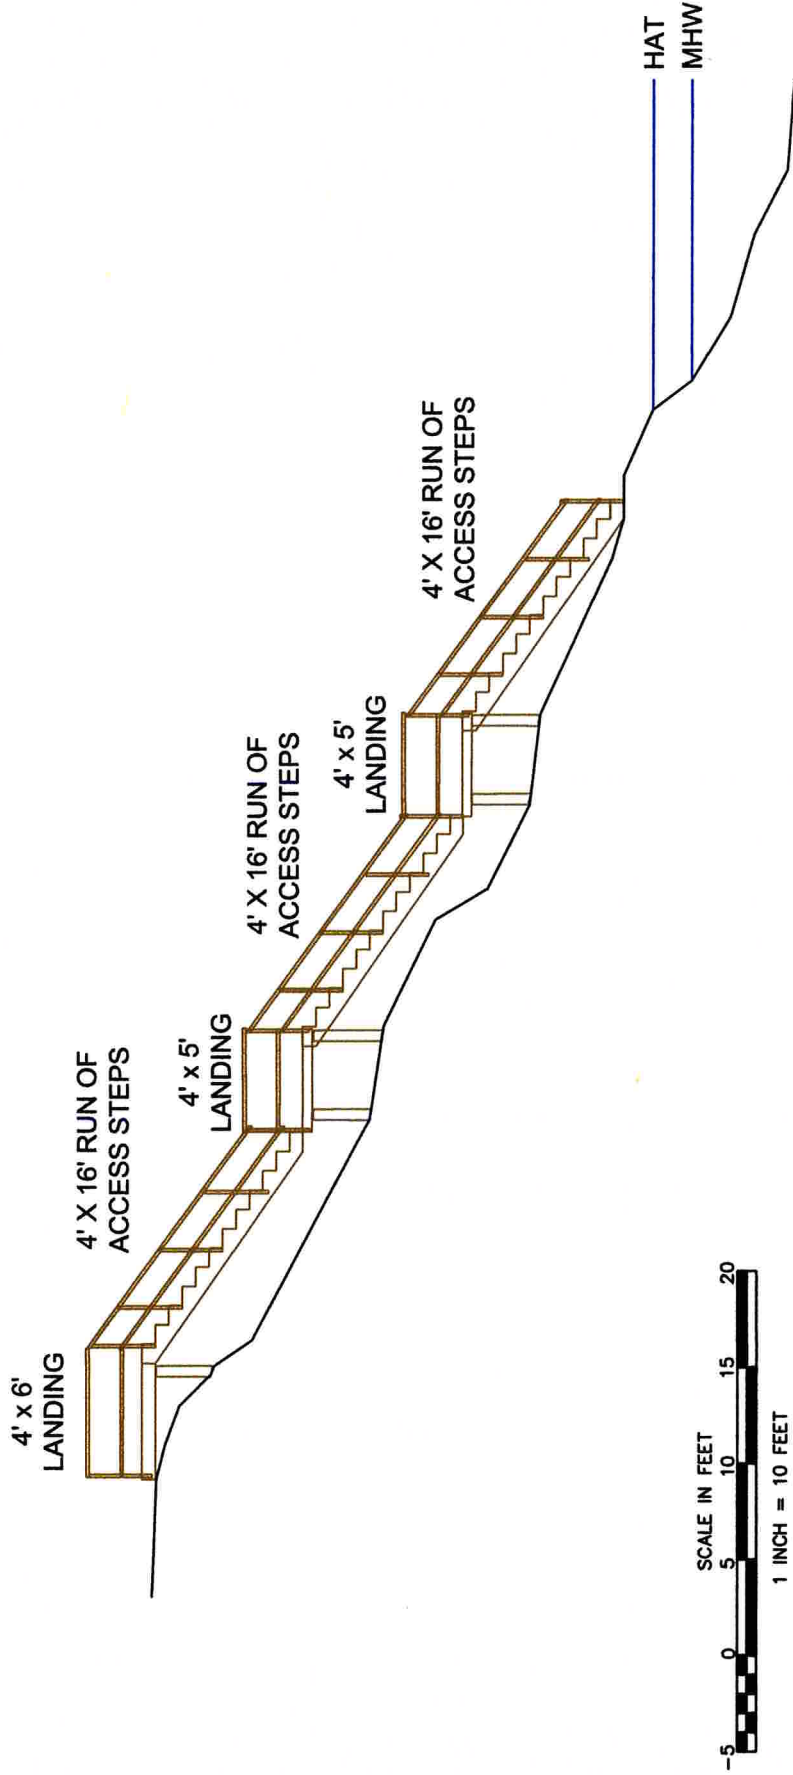 4' x 6'
LANDING
4' X 16' RUN OF
ACCESS STEPS
4' x 5'
LANDING
4' X 16' RUN OF
ACCESS STEPS
4' x 5'
LANDING
4' X 16' RUN OF
ACCESS STEPS
HAT
MHW
SCALE IN FEET
-5 0 5 10 15 20
1 INCH = 10 FEET